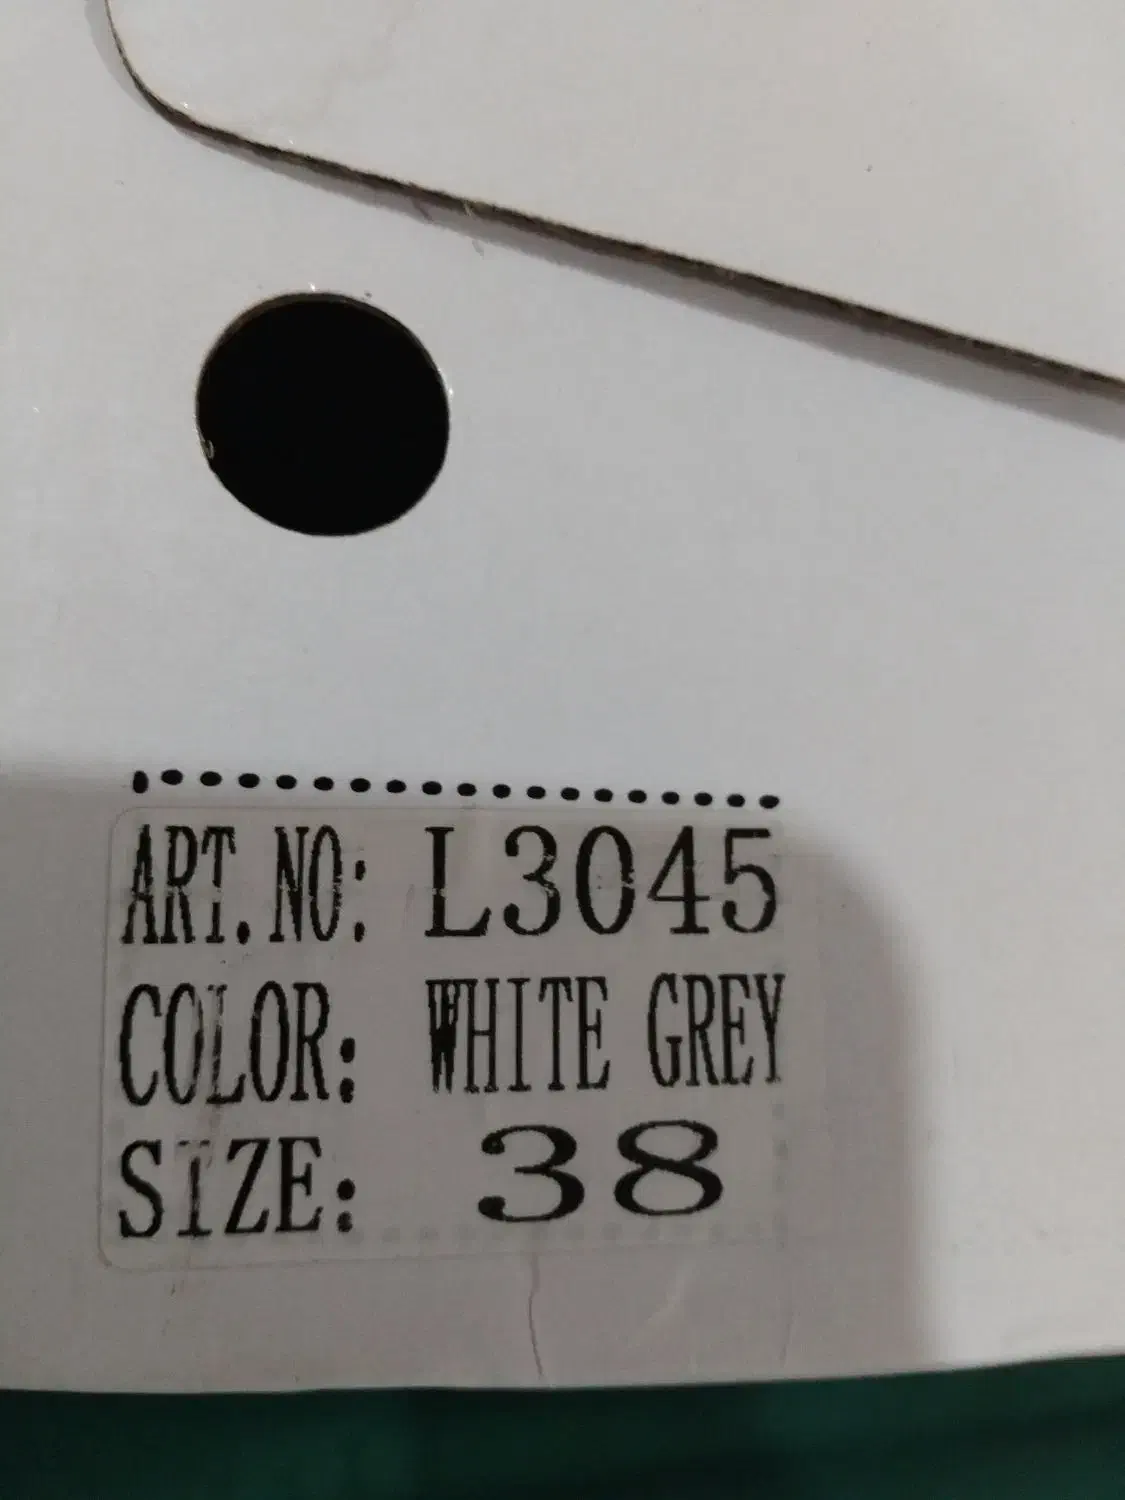 ART.NO: L3045
COLOR: WHITE GREY
SIZE: 38